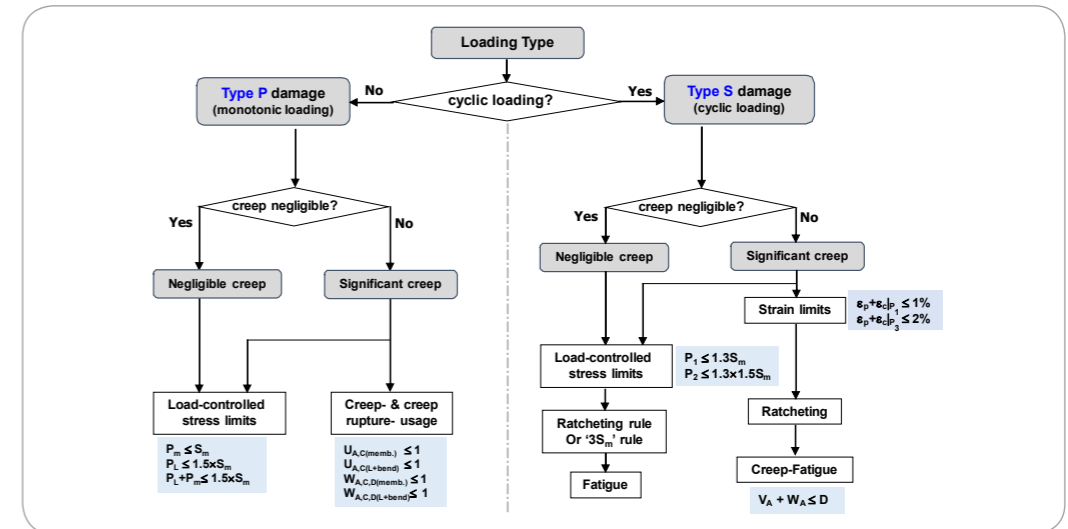 Loading Type
cyclic loading?
No
Yes
Type P damage
(monotonic loading)
Type S damage
(cyclic loading)
creep negligible?
Yes
No
Negligible creep
Significant creep
Load-controlled
stress limits
Pm ≤ Sm
PL ≤ 1.5×Sm
PL+Pm ≤ 1.5×Sm
Creep- & creep
rupture- usage
UA,C(memb.) ≤ 1
UA,C(L+bend) ≤ 1
WA,C,D(memb.) ≤ 1
WA,C,D(L+bend) ≤ 1
creep negligible?
Yes
No
Negligible creep
Significant creep
Strain limits
εp+εc|P1 ≤ 1%
εp+εc|P3 ≤ 2%
Load-controlled
stress limits
P1 ≤ 1.3Sm
P2 ≤ 1.3×1.5Sm
Ratcheting rule
Or ‘3Sm’ rule
Fatigue
Ratcheting
Creep-Fatigue
VA + WA ≤ D